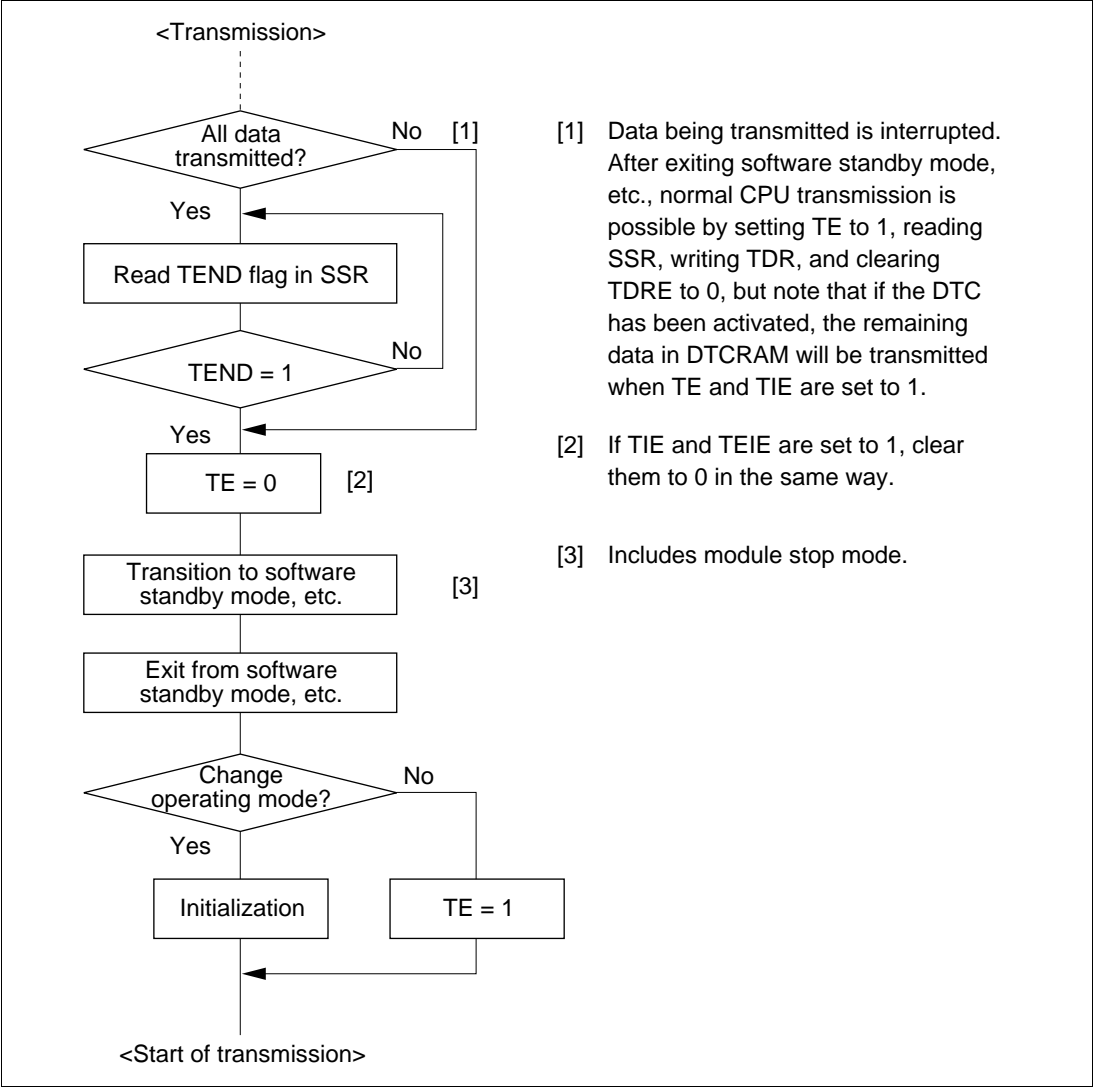 <Transmission>
All data
transmitted?
No [1]
Yes
Read TEND flag in SSR
TEND = 1
No
Yes
TE = 0
[2]
Transition to software
standby mode, etc.
[3]
Exit from software
standby mode, etc.
Change
operating mode?
No
Yes
Initialization
TE = 1
<Start of transmission>
[1] Data being transmitted is interrupted.
After exiting software standby mode,
etc., normal CPU transmission is
possible by setting TE to 1, reading
SSR, writing TDR, and clearing
TDRE to 0, but note that if the DTC
has been activated, the remaining
data in DTCRAM will be transmitted
when TE and TIE are set to 1.
[2] If TIE and TEIE are set to 1, clear
them to 0 in the same way.
[3] Includes module stop mode.